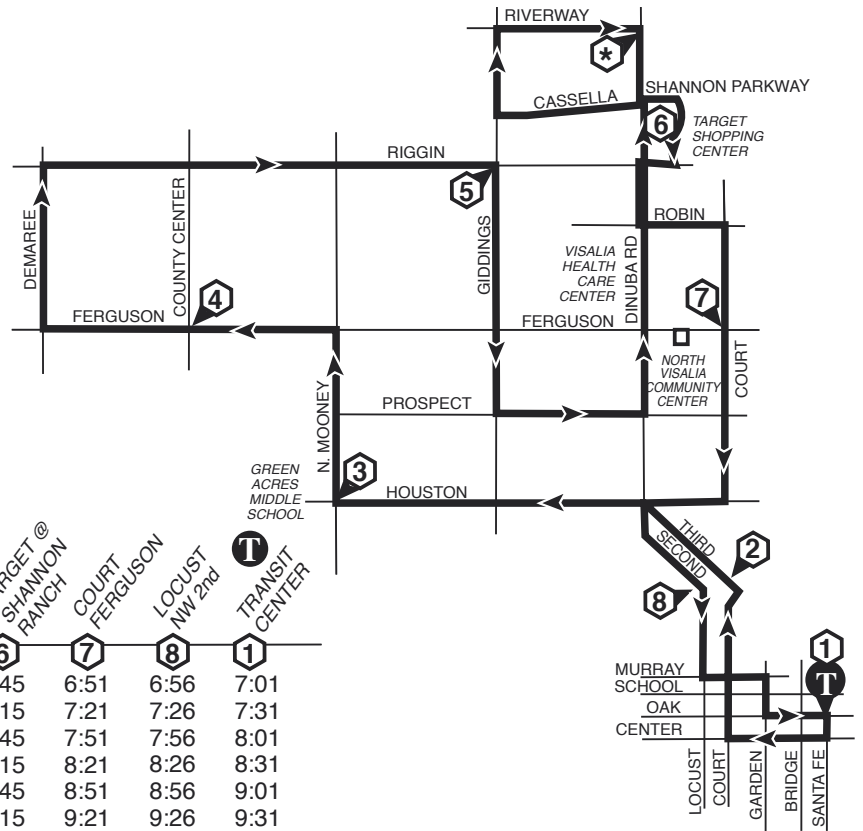 RIVERWAY
*
SHANNON PARKWAY
CASSELLA
6
TARGET
SHOPPING
CENTER
RIGGIN
5
ROBIN
DEMAREE
COUNTY CENTER
GIDDINGS
VISALIA
HEALTH
CARE
CENTER
DINUBA RD
4
7
FERGUSON
FERGUSON
NORTH
VISALIA
COMMUNITY
CENTER
COURT
PROSPECT
N. MOONEY
GREEN
ACRES
MIDDLE
SCHOOL
3
HOUSTON
THIRD
SECOND
2
8
1
T
MURRAY
SCHOOL
OAK
CENTER
LOCUST
COURT
GARDEN
BRIDGE
SANTA FE
RGET @
SHANNON
RANCH
COURT
FERGUSON
LOCUST
NW 2nd
T
TRANSIT
CENTER
6 7 8 1
45 6:51 6:56 7:01
15 7:21 7:26 7:31
45 7:51 7:56 8:01
15 8:21 8:26 8:31
45 8:51 8:56 9:01
15 9:21 9:26 9:31